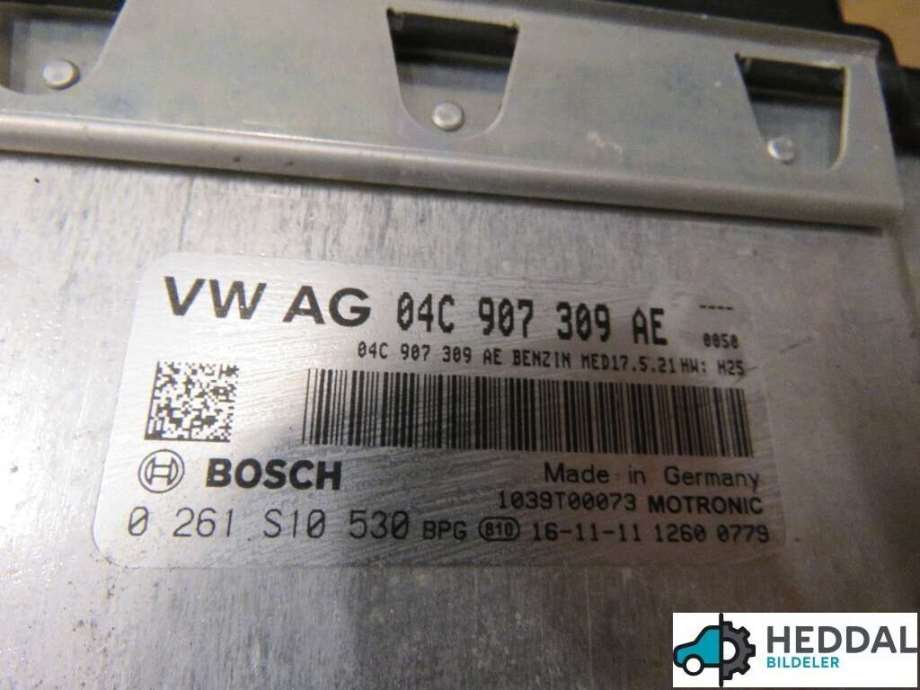 VW AG 04C 907 309 AE ----
0050
04C 907 309 AE BENZIN MED17.5.21 HW: H25
BOSCH
Made in Germany
1039T00073 MOTRONIC
0 261 S10 530 BPG 810 16-11-11 1260 0779
HEDDAL
BILDELER